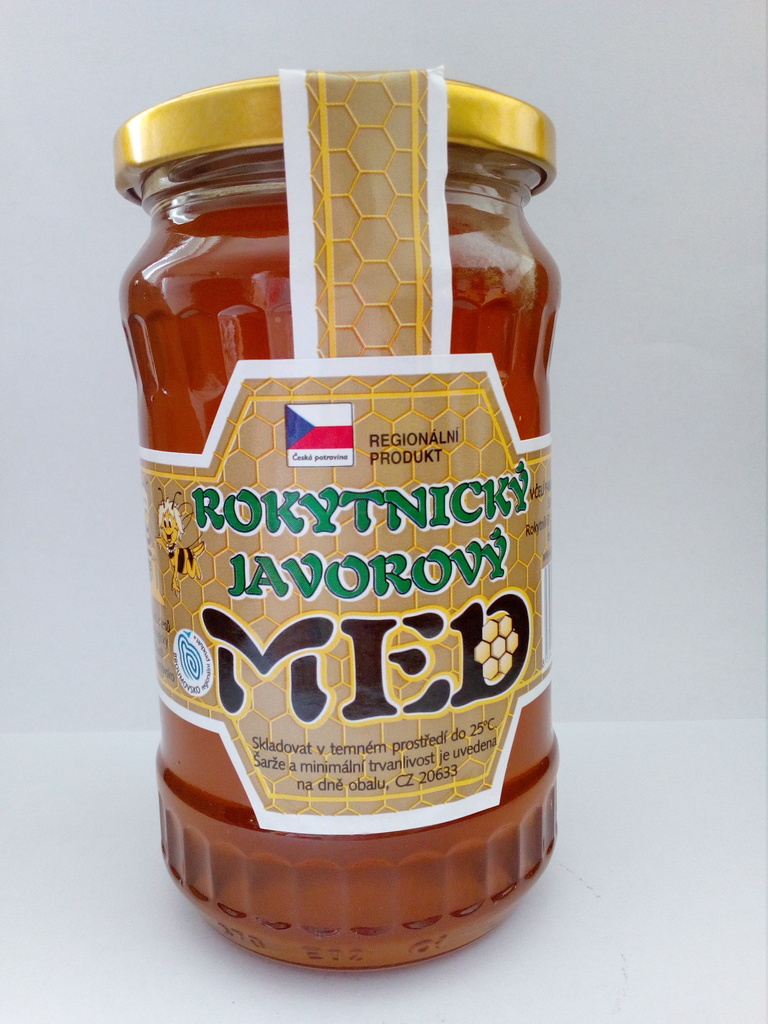 Česká potravina
REGIONÁLNÍ
PRODUKT
ROKYTNICKÝ
JAVOROVÝ
MED
Skladovat v temném prostředí do 25°C
Šarže a minimální trvanlivost je uvedena
na dně obalu, CZ 20633